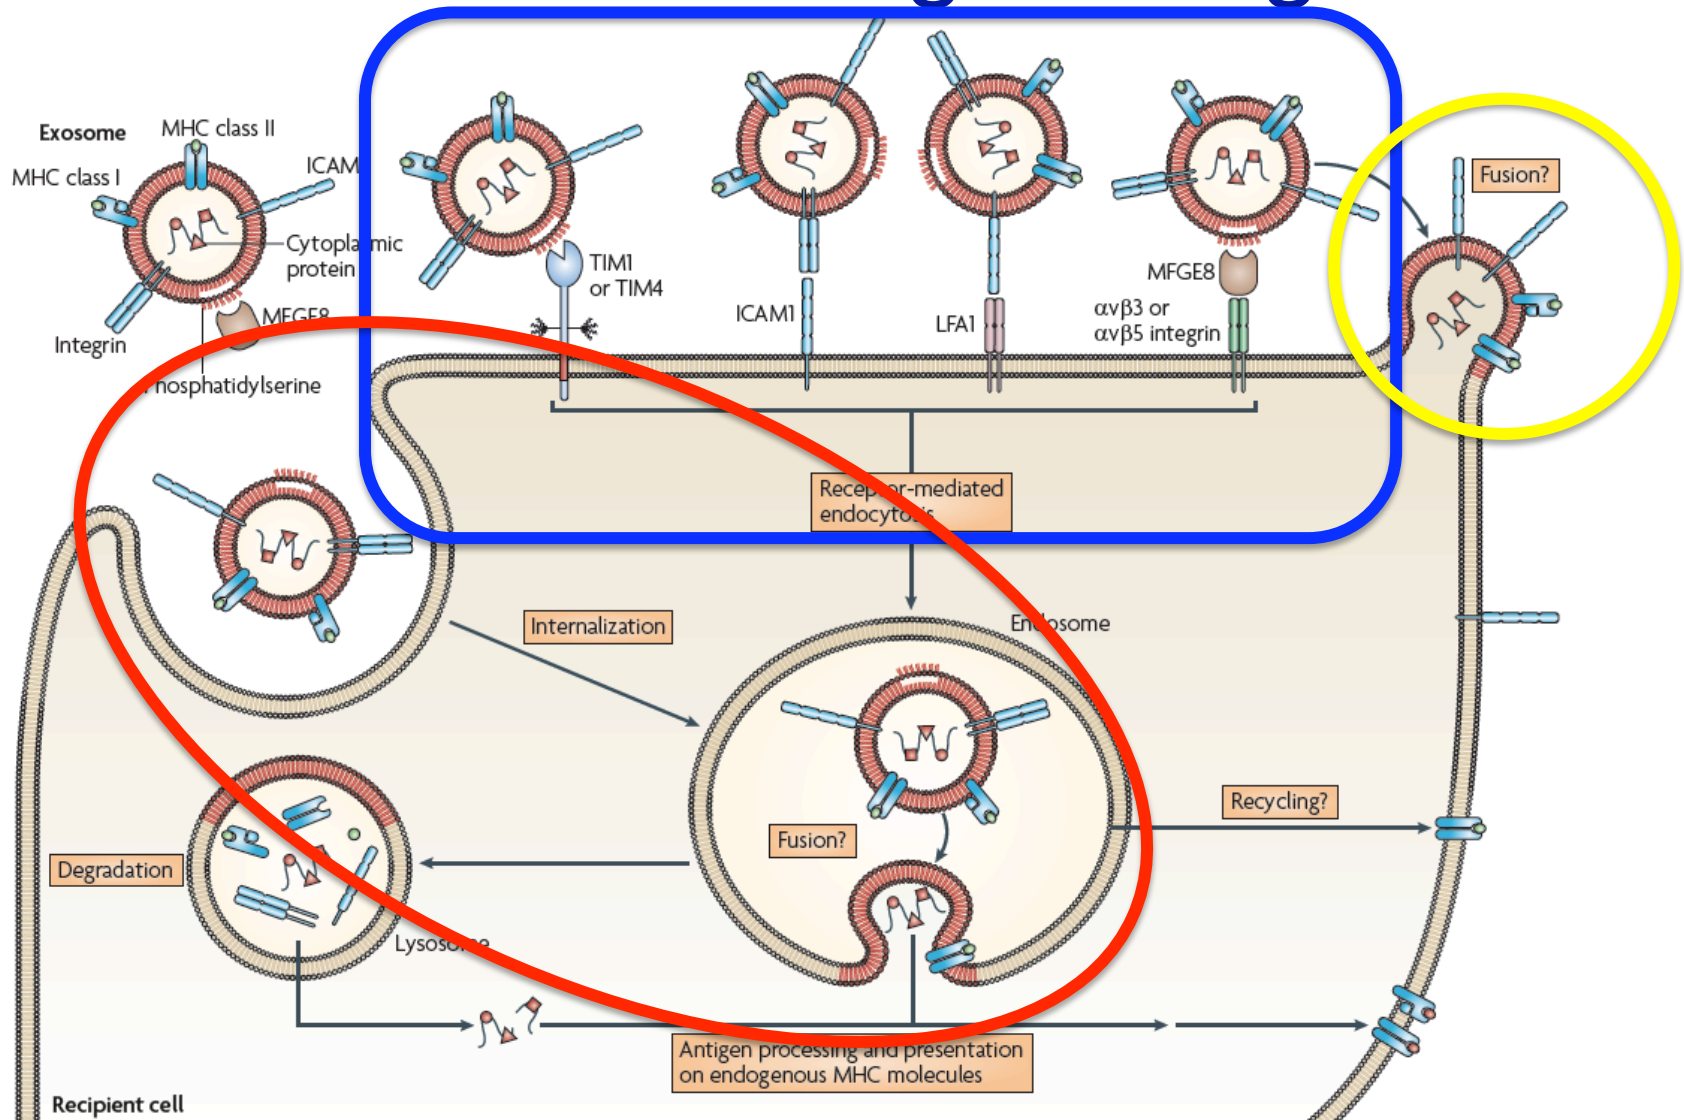 Exosome
MHC class II
MHC class I
ICAM
Cytoplasmic
protein
MFGE8
Integrin
Phosphatidylserine
TIM1
or TIM4
ICAM1
LFA1
MFGE8
αvβ3 or
αvβ5 integrin
Fusion?
Receptor-mediated
endocytosis
Internalization
Endosome
Fusion?
Recycling?
Degradation
Lysosome
Antigen processing and presentation
on endogenous MHC molecules
Recipient cell